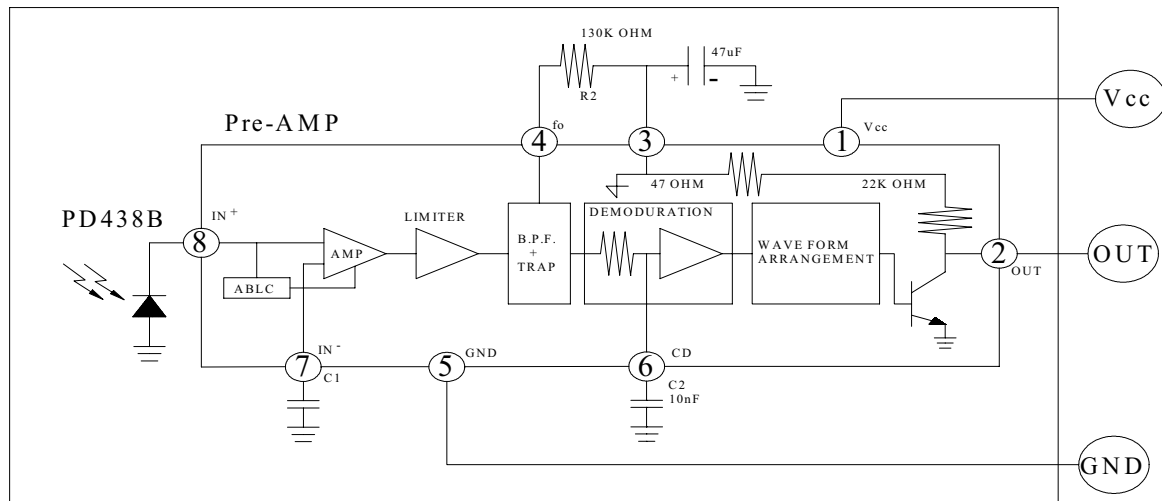 130K OHM
47uF
+
-
R2
Vcc
Pre-AMP
4
fo
3
1
Vcc
47 OHM
22K OHM
PD438B
IN+
8
LIMITER
DEMODURATION
AMP
B.P.F.
+
TRAP
WAVE FORM
ARRANGEMENT
2
OUT
OUT
ABLC
7
IN-
C1
5
GND
6
CD
C2
10nF
GND